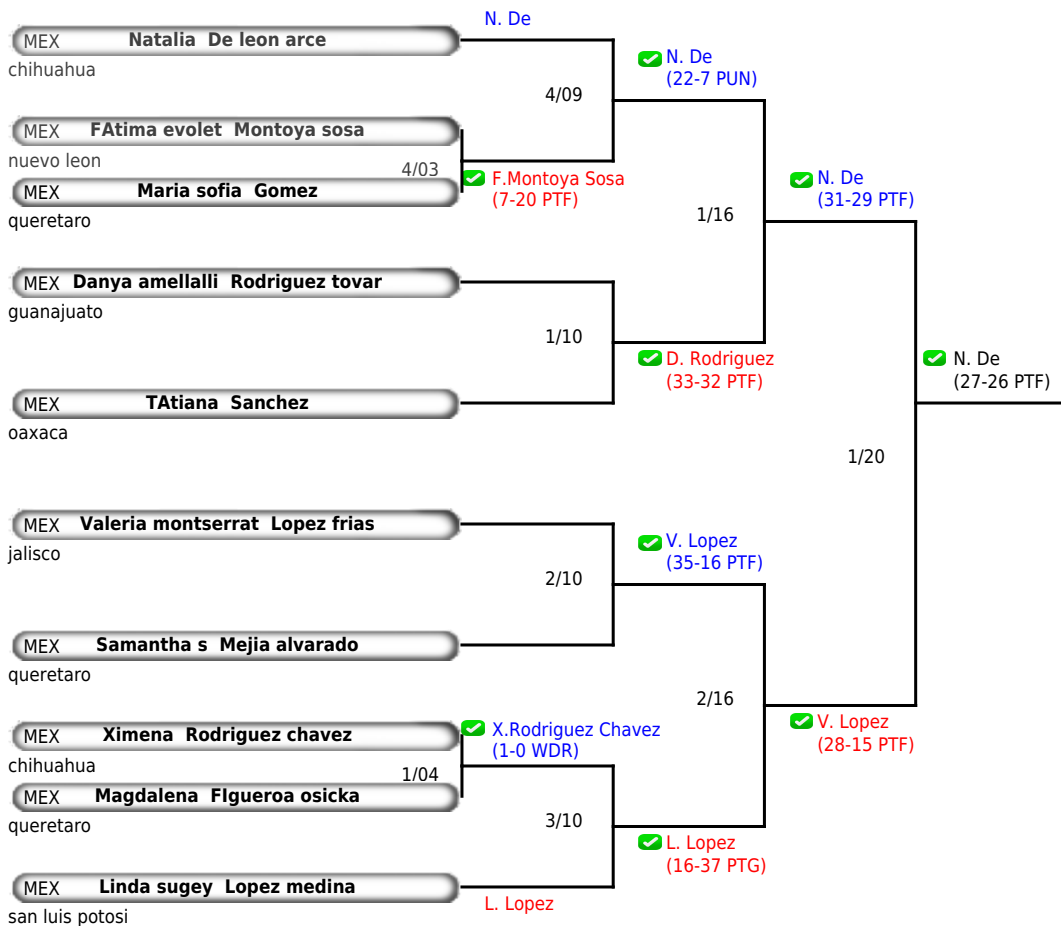 N. De
MEX Natalia De leon arce
chihuahua
N. De
(22-7 PUN)
4/09
MEX FAtima evolet Montoya sosa
nuevo leon
4/03
F.Montoya Sosa
(7-20 PTF)
MEX Maria sofia Gomez
queretaro
N. De
(31-29 PTF)
1/16
MEX Danya amellalli Rodriguez tovar
guanajuato
1/10
D. Rodriguez
(33-32 PTF)
N. De
(27-26 PTF)
MEX TAtiana Sanchez
oaxaca
1/20
MEX Valeria montserrat Lopez frias
jalisco
V. Lopez
(35-16 PTF)
2/10
MEX Samantha s Mejia alvarado
queretaro
2/16
V. Lopez
(28-15 PTF)
MEX Ximena Rodriguez chavez
chihuahua
X.Rodriguez Chavez
(1-0 WDR)
1/04
MEX Magdalena FIgueroa osicka
queretaro
3/10
L. Lopez
(16-37 PTG)
MEX Linda sugey Lopez medina
san luis potosi
L. Lopez